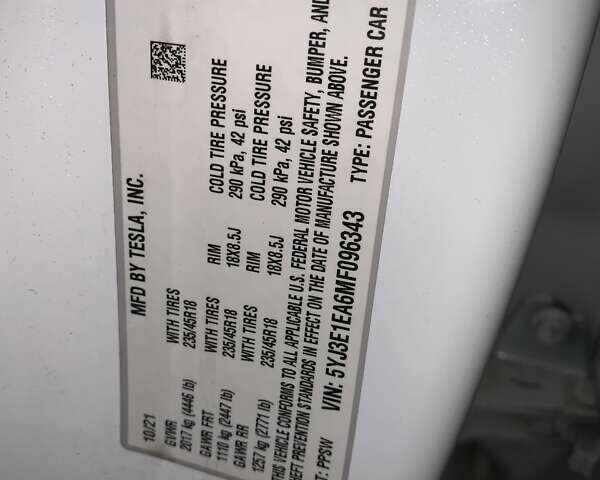 MFD BY TESLA, INC.
10/21
GVWR
2017 kg (4446 lb)
WITH TIRES
235/45R18
RIM
18X8.5J
COLD TIRE PRESSURE
290 kPa, 42 psi
GAWR FRT
1110 kg (2447 lb)
WITH TIRES
235/45R18
RIM
18X8.5J
COLD TIRE PRESSURE
290 kPa, 42 psi
GAWR RR
1257 kg (2771 lb)
WITH TIRES
235/45R18
THIS VEHICLE CONFORMS TO ALL APPLICABLE U.S. FEDERAL MOTOR VEHICLE SAFETY, BUMPER, AND
THEFT PREVENTION STANDARDS IN EFFECT ON THE DATE OF MANUFACTURE SHOWN ABOVE.
VIN: 5YJ3E1EA6MF096343
TYPE: PASSENGER CAR
PPSW